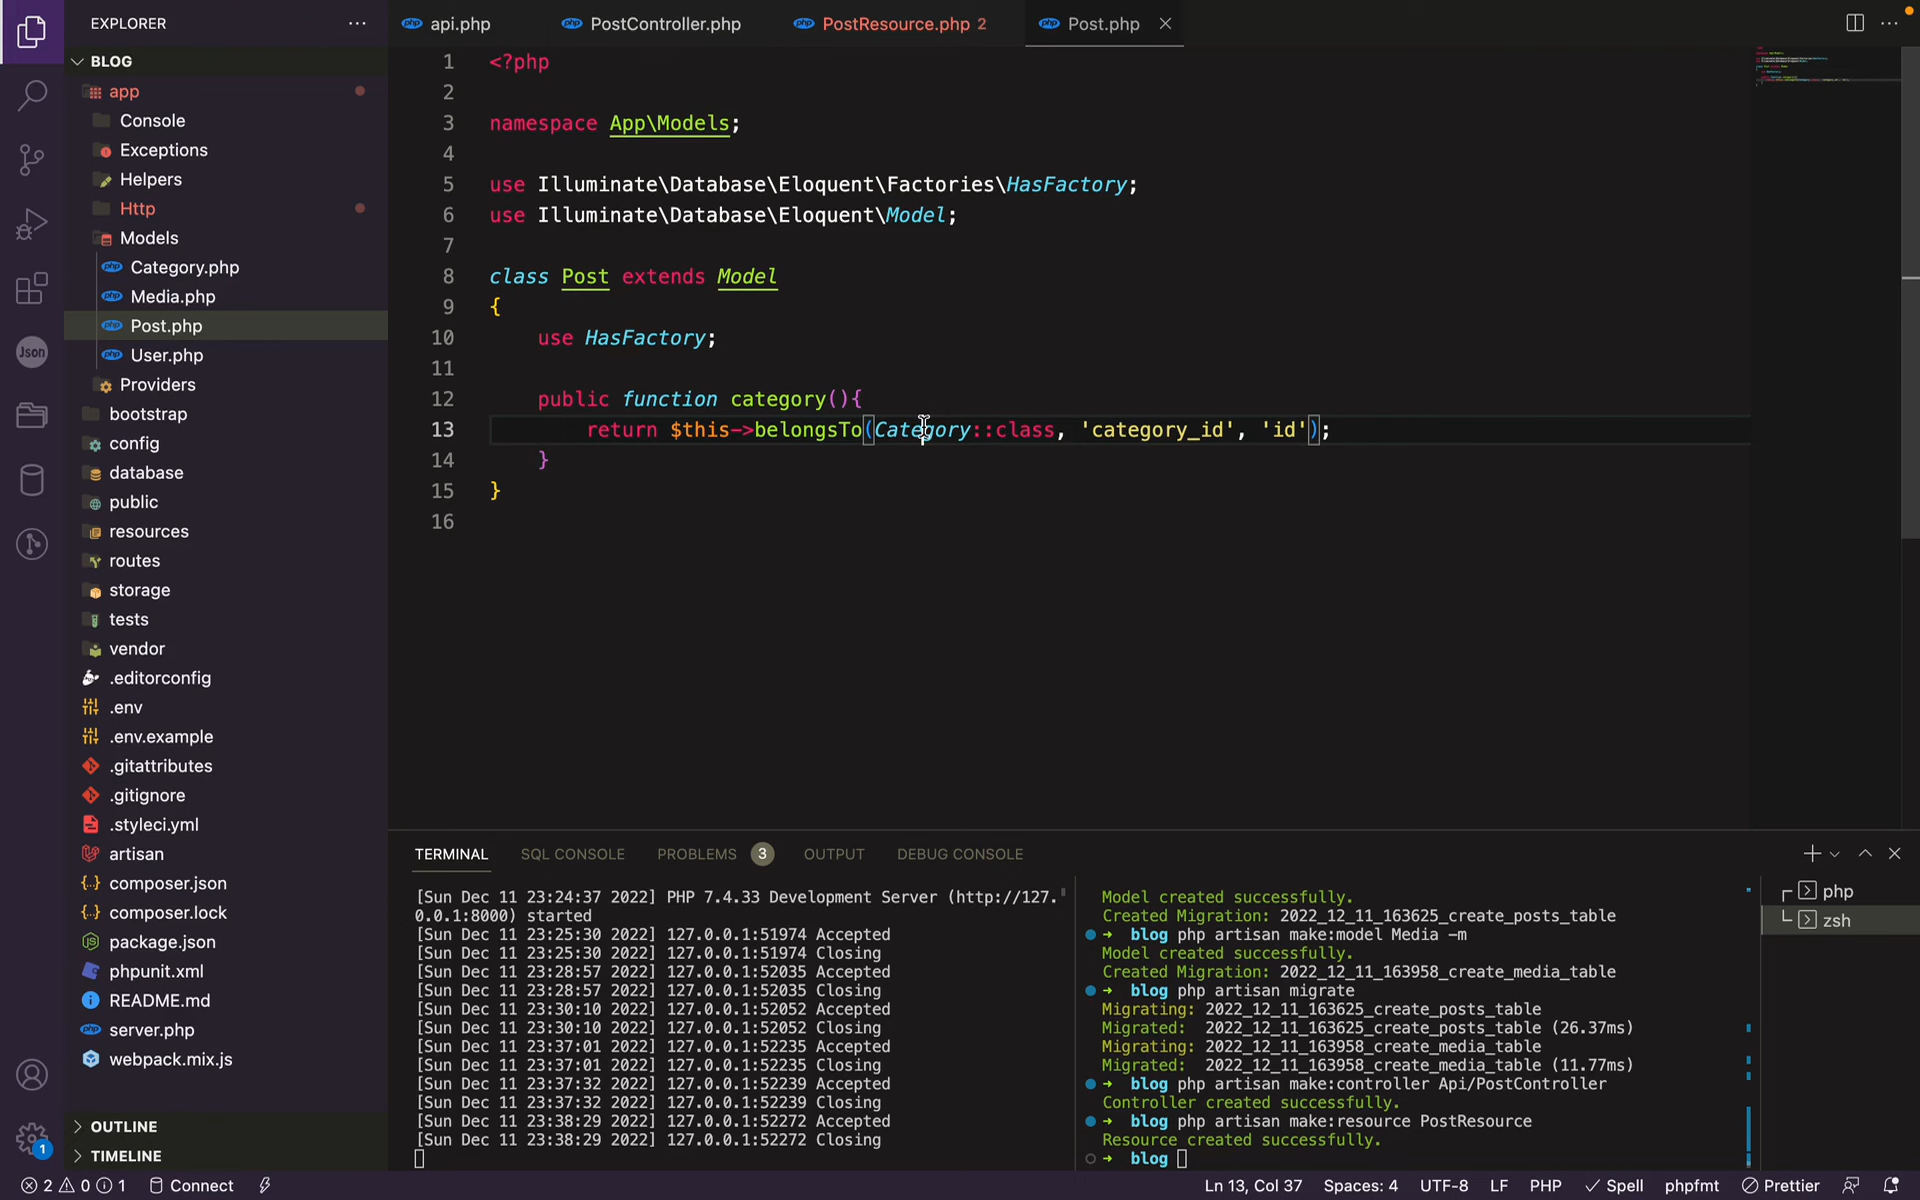 EXPLORER
BLOG
app
Console
Exceptions
Helpers
Http
Models
Category.php
Media.php
Post.php
User.php
Providers
bootstrap
config
database
public
resources
routes
storage
tests
vendor
.editorconfig
.env
.env.example
.gitattributes
.gitignore
.styleci.yml
artisan
composer.json
composer.lock
package.json
phpunit.xml
README.md
server.php
webpack.mix.js
OUTLINE
TIMELINE
Json
1
api.php
PostController.php
PostResource.php 2
Post.php
1 <?php
2
3 namespace App\Models;
4
5 use Illuminate\Database\Eloquent\Factories\HasFactory;
6 use Illuminate\Database\Eloquent\Model;
7
8 class Post extends Model
9 {
10 use HasFactory;
11
12 public function category(){
13 return $this->belongsTo(Category::class, 'category_id', 'id');
14 }
15 }
16
TERMINAL SQL CONSOLE PROBLEMS 3 OUTPUT DEBUG CONSOLE
[Sun Dec 11 23:24:37 2022] PHP 7.4.33 Development Server (http://127.
0.0.1:8000) started
[Sun Dec 11 23:25:30 2022] 127.0.0.1:51974 Accepted
[Sun Dec 11 23:25:30 2022] 127.0.0.1:51974 Closing
[Sun Dec 11 23:28:57 2022] 127.0.0.1:52035 Accepted
[Sun Dec 11 23:28:57 2022] 127.0.0.1:52035 Closing
[Sun Dec 11 23:30:10 2022] 127.0.0.1:52052 Accepted
[Sun Dec 11 23:30:10 2022] 127.0.0.1:52052 Closing
[Sun Dec 11 23:37:01 2022] 127.0.0.1:52235 Accepted
[Sun Dec 11 23:37:01 2022] 127.0.0.1:52235 Closing
[Sun Dec 11 23:37:32 2022] 127.0.0.1:52239 Accepted
[Sun Dec 11 23:37:32 2022] 127.0.0.1:52239 Closing
[Sun Dec 11 23:38:29 2022] 127.0.0.1:52272 Accepted
[Sun Dec 11 23:38:29 2022] 127.0.0.1:52272 Closing
Model created successfully.
Created Migration: 2022_12_11_163625_create_posts_table
➜ blog php artisan make:model Media -m
Model created successfully.
Created Migration: 2022_12_11_163958_create_media_table
➜ blog php artisan migrate
Migrating: 2022_12_11_163625_create_posts_table
Migrated: 2022_12_11_163625_create_posts_table (26.37ms)
Migrating: 2022_12_11_163958_create_media_table
Migrated: 2022_12_11_163958_create_media_table (11.77ms)
➜ blog php artisan make:controller Api/PostController
Controller created successfully.
➜ blog php artisan make:resource PostResource
Resource created successfully.
➜ blog
php
zsh
2 0 1 Connect Ln 13, Col 37 Spaces: 4 UTF-8 LF PHP Spell phpfmt Prettier